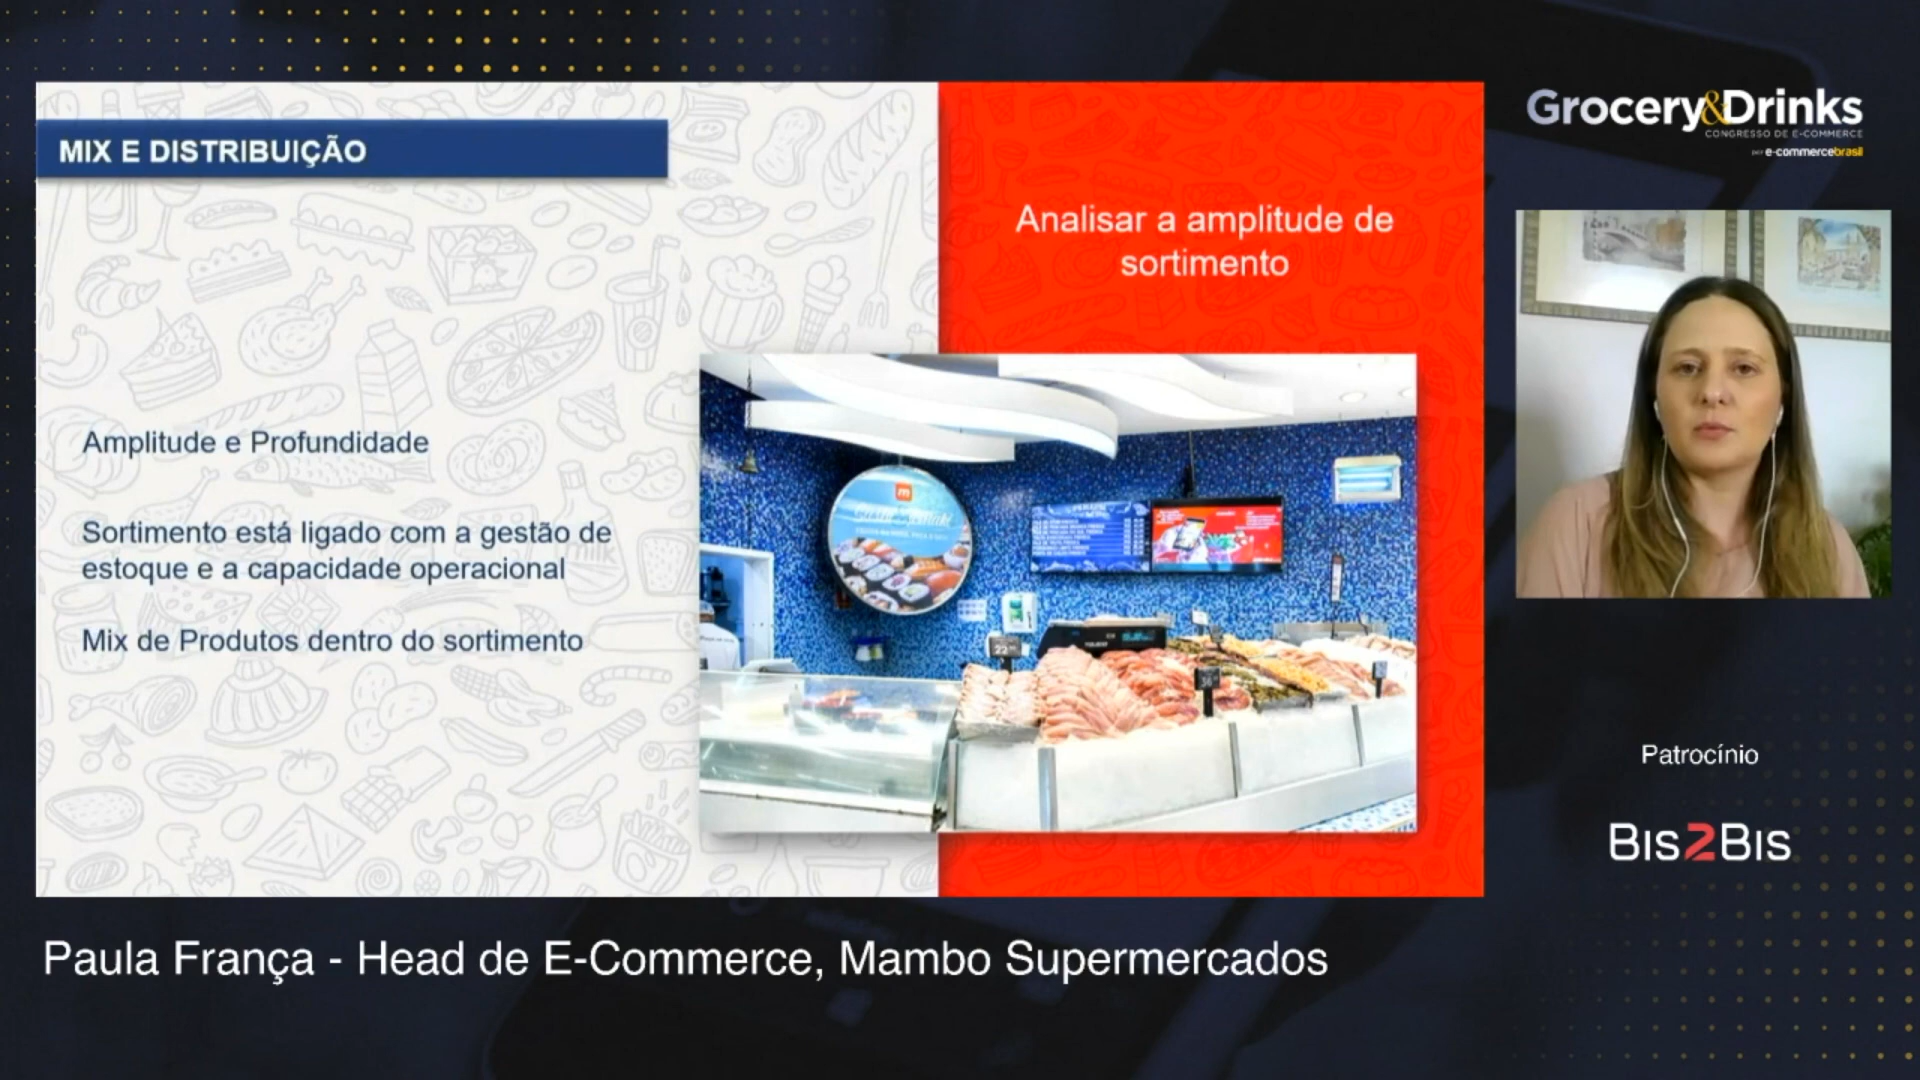 MIX E DISTRIBUIÇÃO
Analisar a amplitude de
sortimento
Amplitude e Profundidade
Sortimento está ligado com a gestão de
estoque e a capacidade operacional
Mix de Produtos dentro do sortimento
m
22
Grocery&Drinks
CONGRESSO DE E-COMMERCE
por e-commercebrasil
Patrocínio
Bis2Bis
Paula França - Head de E-Commerce, Mambo Supermercados